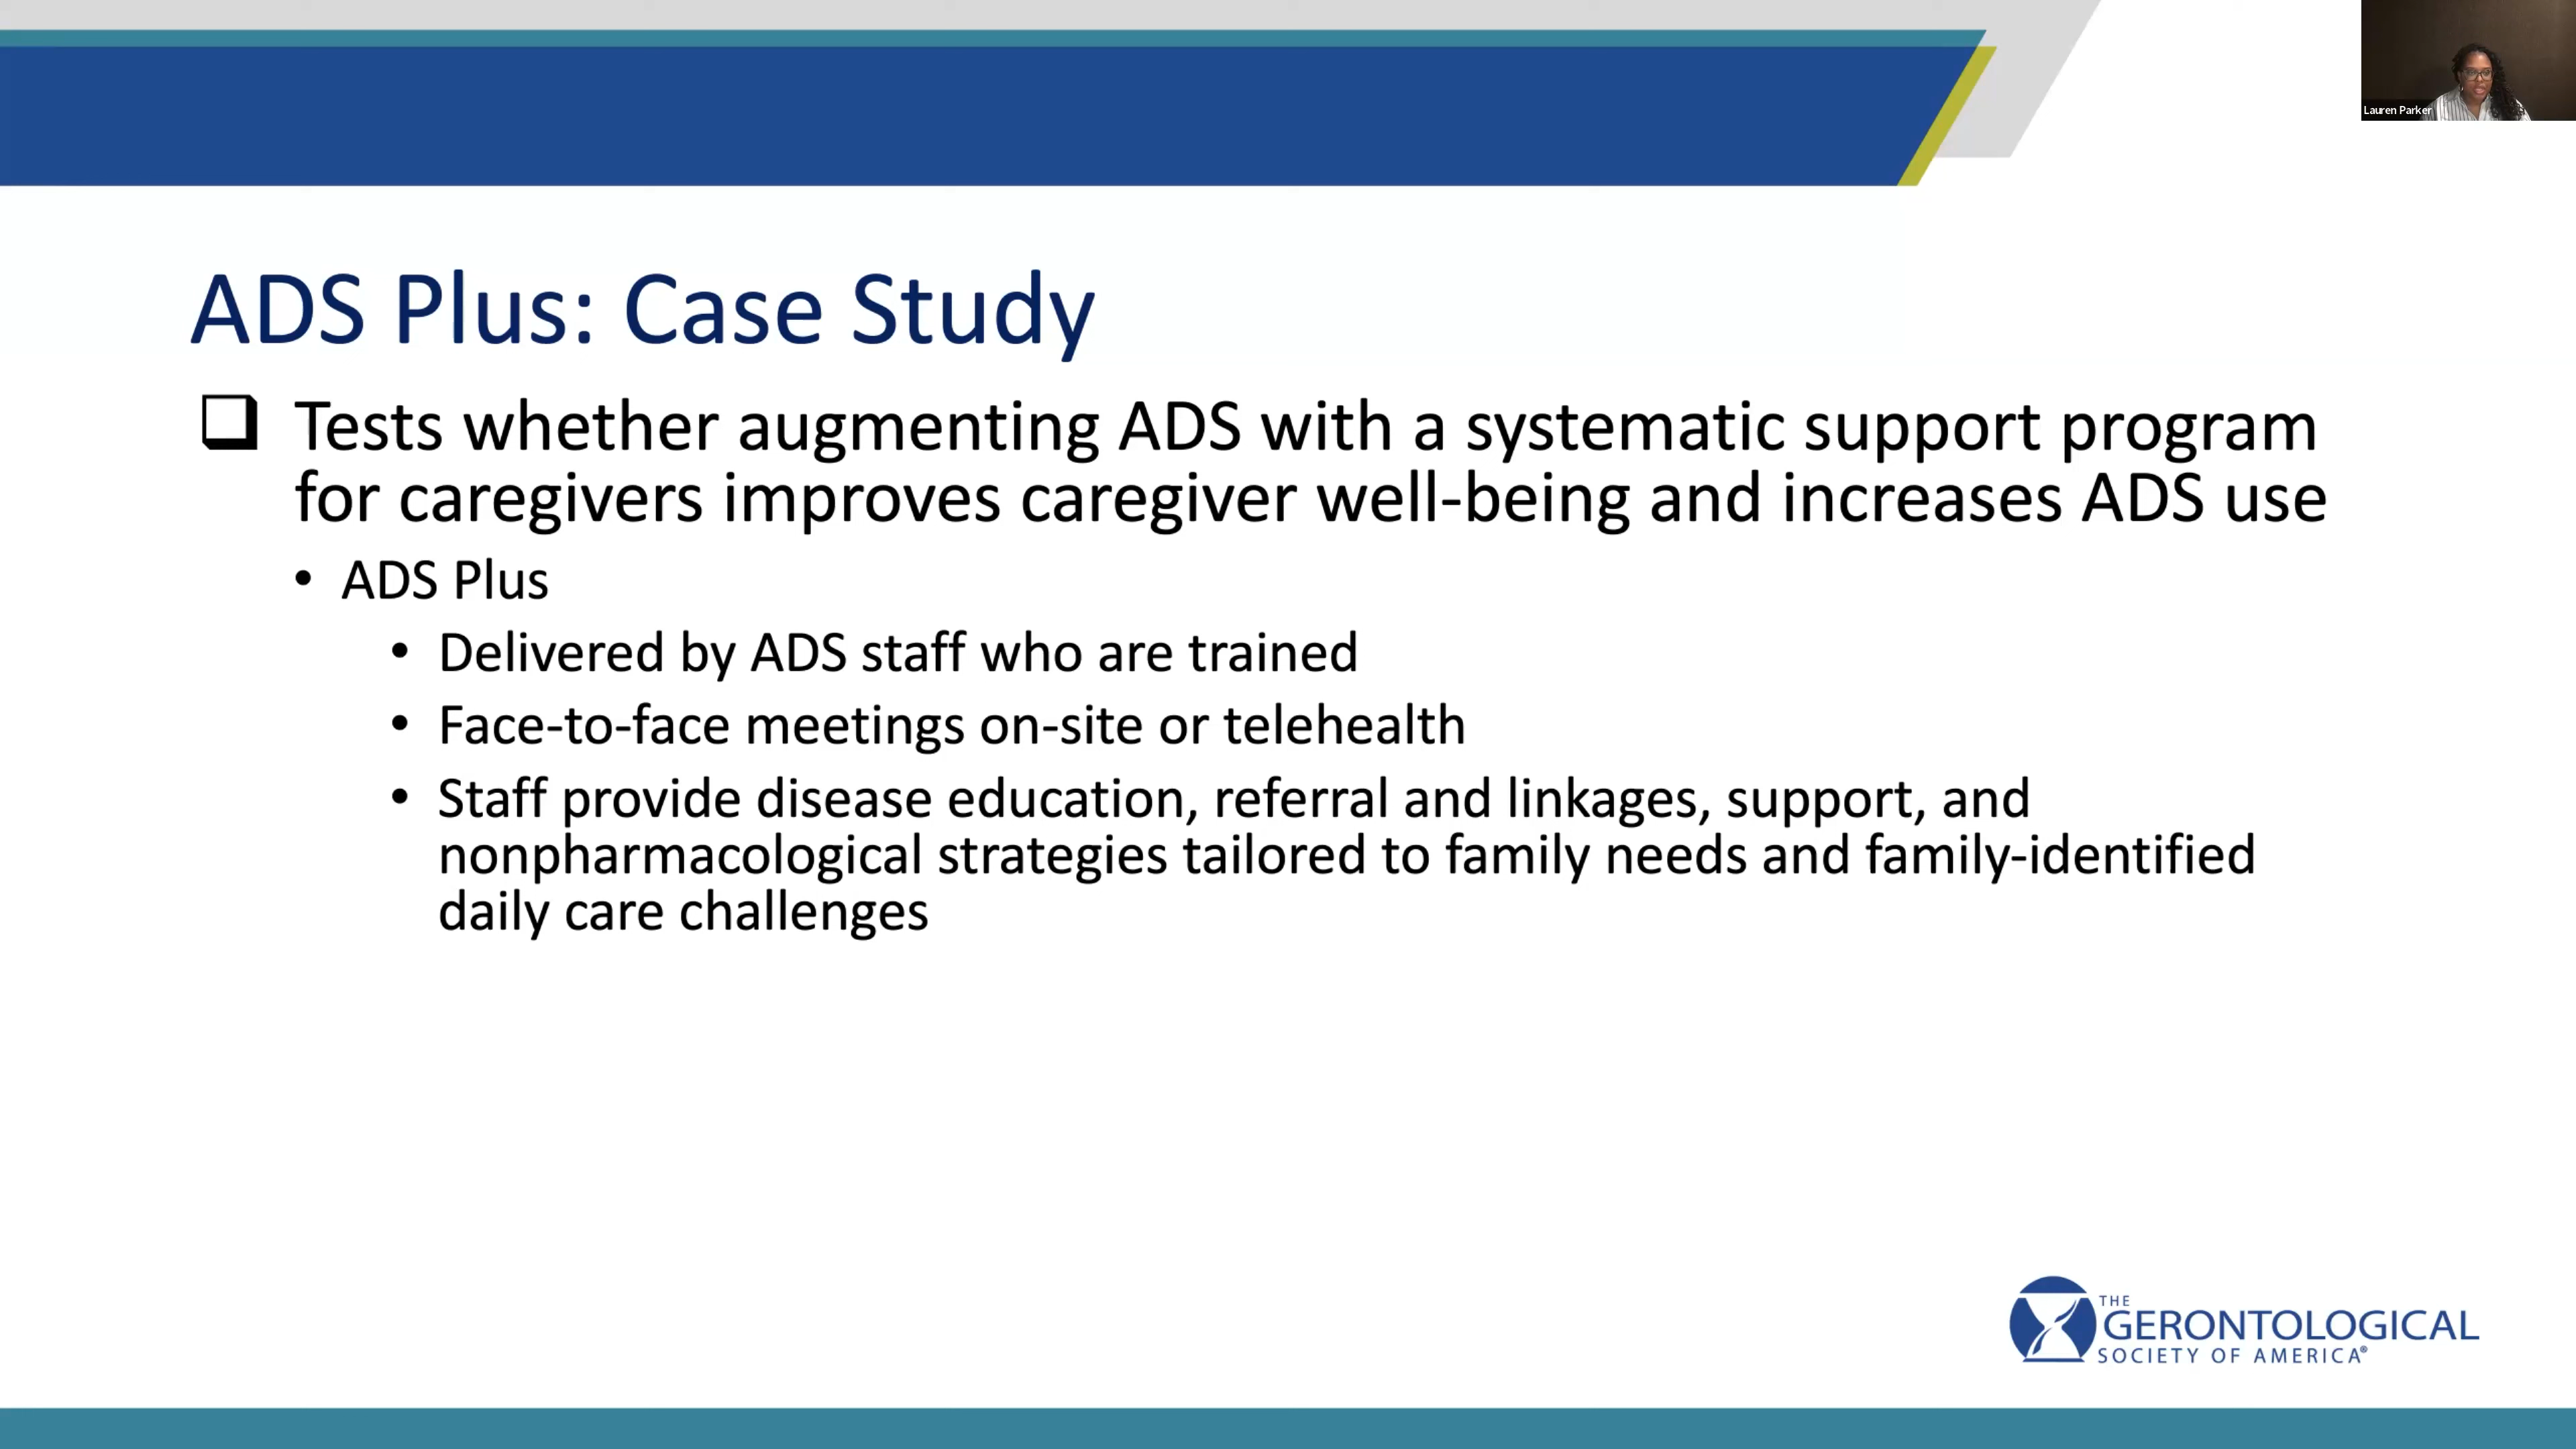 Lauren Parker
ADS Plus: Case Study
Tests whether augmenting ADS with a systematic support program
for caregivers improves caregiver well-being and increases ADS use
• ADS Plus
• Delivered by ADS staff who are trained
• Face-to-face meetings on-site or telehealth
• Staff provide disease education, referral and linkages, support, and
nonpharmacological strategies tailored to family needs and family-identified
daily care challenges
THE
GERONTOLOGICAL
SOCIETY OF AMERICA®